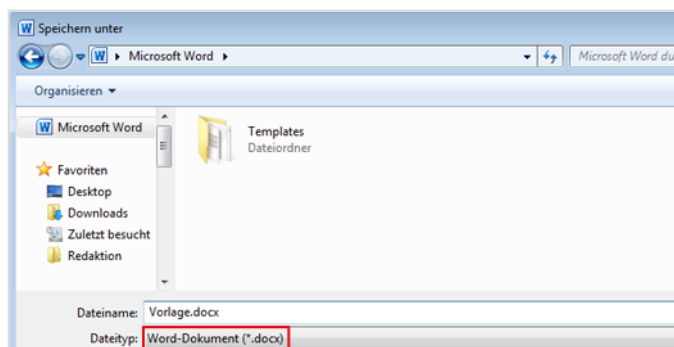 Speichern unter
Microsoft Word
Microsoft Word du
Organisieren
Microsoft Word
Templates
Dateiordner
Favoriten
Desktop
Downloads
Zuletzt besucht
Redaktion
Dateiname: Vorlage.docx
Dateityp: Word-Dokument (*.docx)